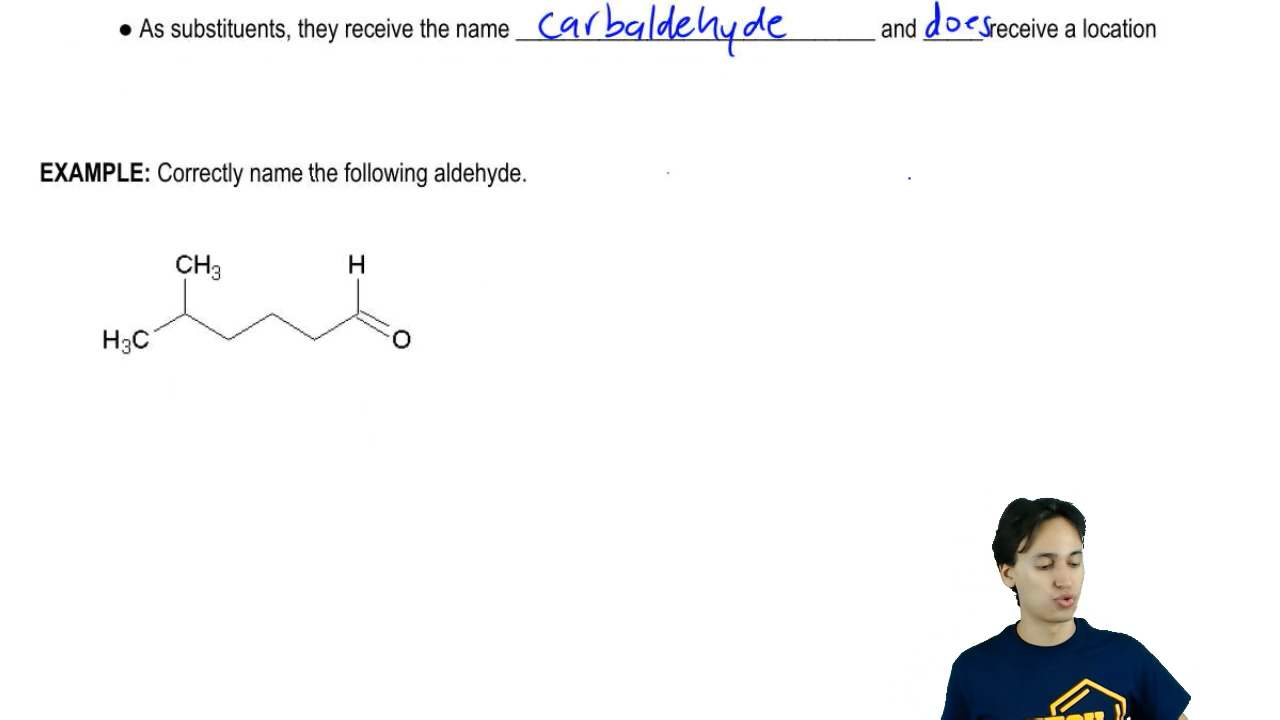 ● As substituents, they receive the name carbaldehyde and does receive a location
EXAMPLE: Correctly name the following aldehyde.
CH3 H
H3C O